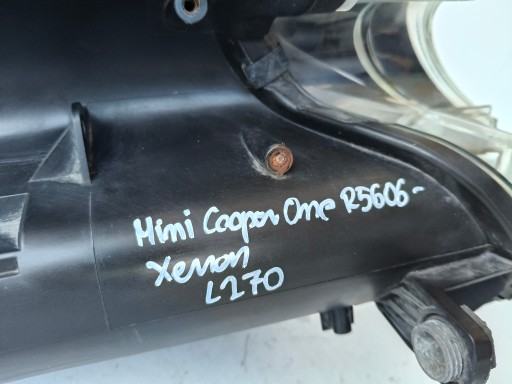 Mini Cooper One R5606-
Xenon
L270